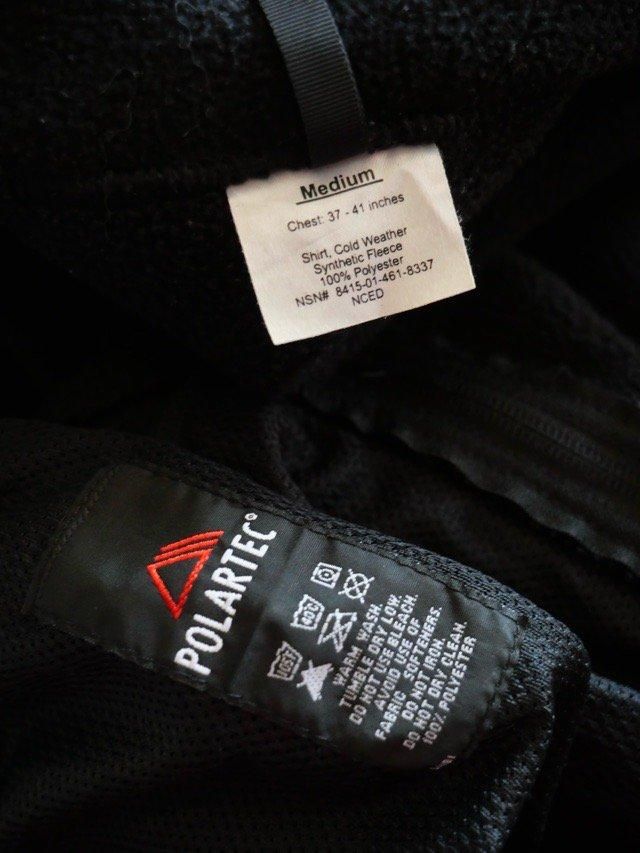 Medium
Chest: 37 - 41 inches
Shirt, Cold Weather
Synthetic Fleece
100% Polyester
NSN# 8415-01-461-8337
NCED
POLARTEC®
WARM WASH.
TUMBLE DRY LOW.
DO NOT USE BLEACH.
AVOID USE OF
FABRIC SOFTENERS.
DO NOT IRON.
DO NOT DRY CLEAN.
100% POLYESTER